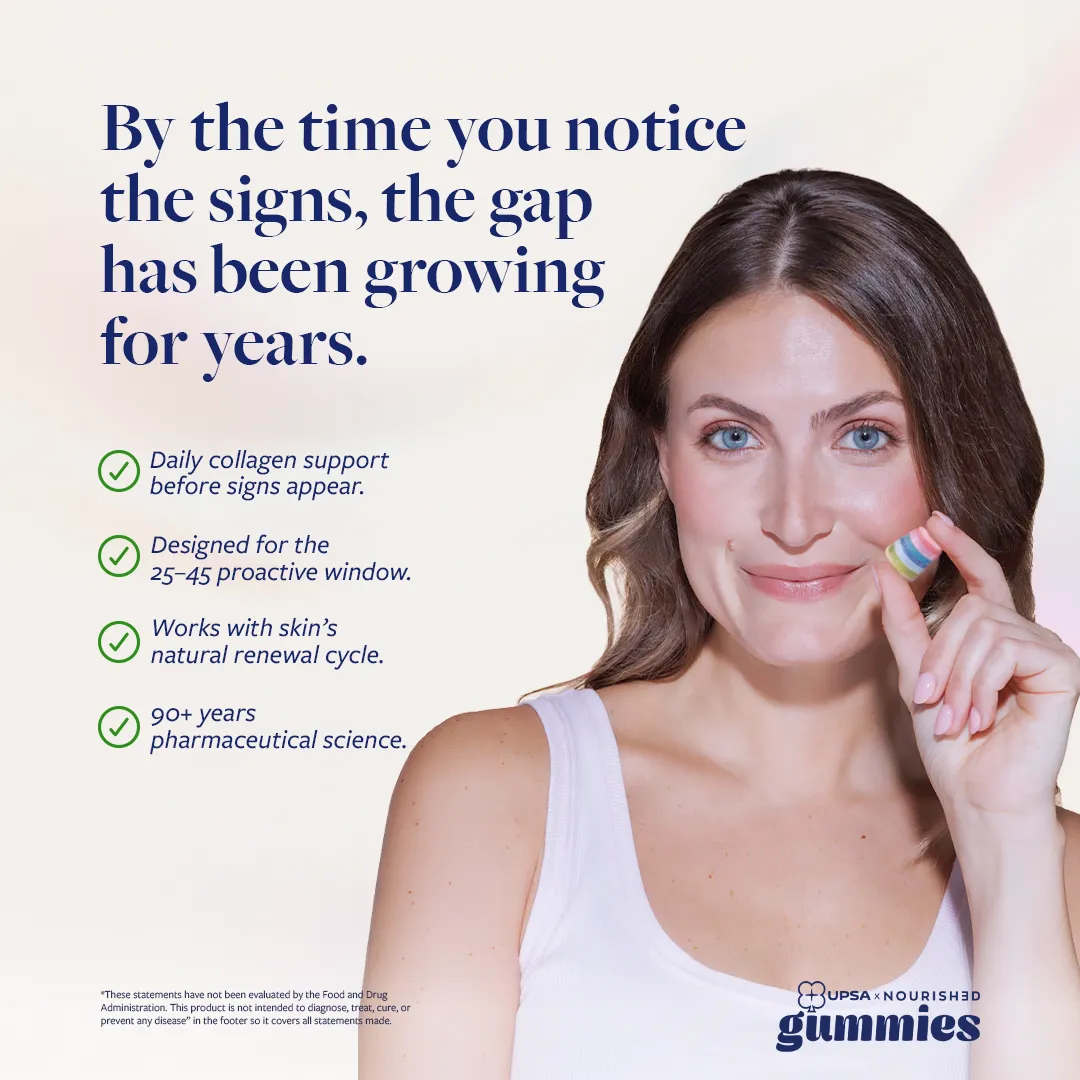 By the time you notice
the signs, the gap
has been growing
for years.
Daily collagen support
before signs appear.
Designed for the
25–45 proactive window.
Works with skin's
natural renewal cycle.
90+ years
pharmaceutical science.
*These statements have not been evaluated by the Food and Drug
Administration. This product is not intended to diagnose, treat, cure, or
prevent any disease" in the footer so it covers all statements made.
UPSA x NOURISHED
gummies